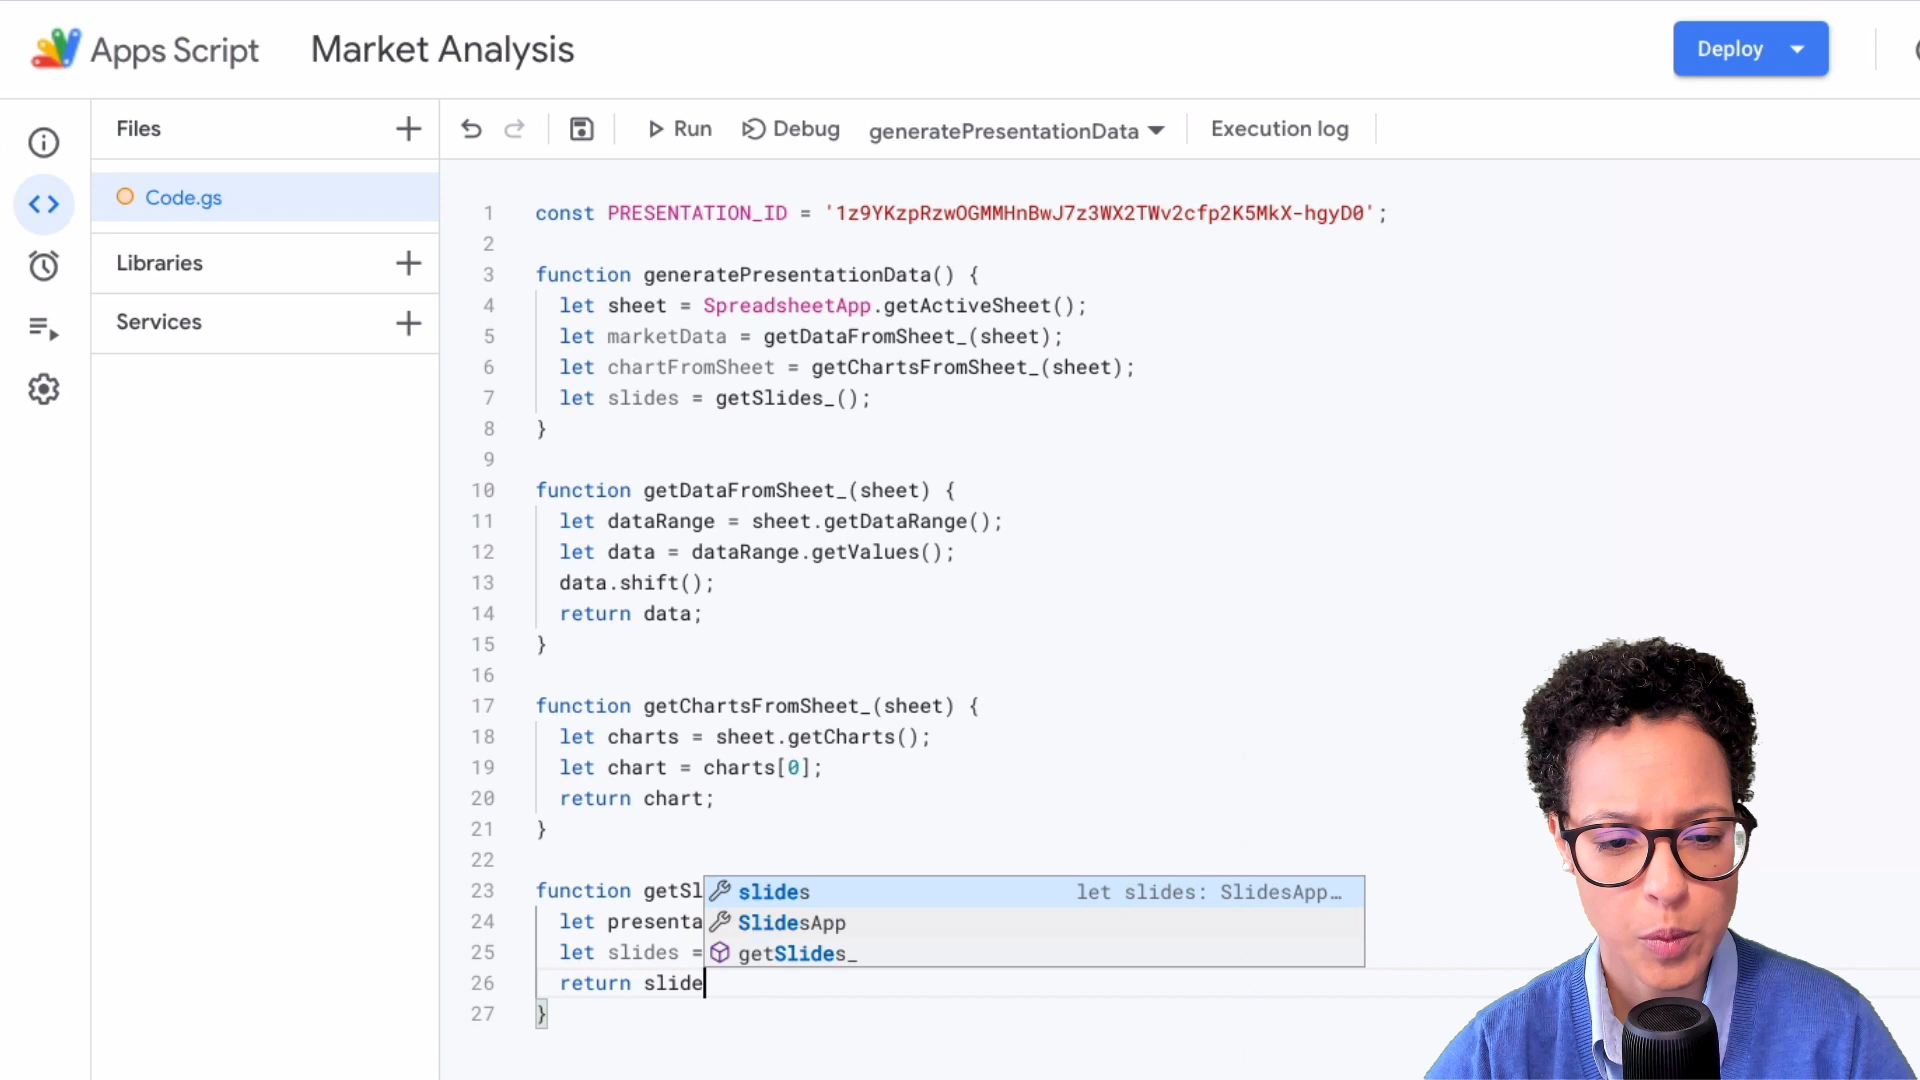 Apps Script
Market Analysis
Deploy
Files
Run
Debug
generatePresentationData
Execution log
Code.gs
Libraries
Services
1 const PRESENTATION_ID = '1z9YKzpRzwOGMMHnBwJ7z3WX2TWv2cfp2K5MkX-hgyD0';
2
3 function generatePresentationData() {
4 let sheet = SpreadsheetApp.getActiveSheet();
5 let marketData = getDataFromSheet_(sheet);
6 let chartFromSheet = getChartsFromSheet_(sheet);
7 let slides = getSlides_();
8 }
9
10 function getDataFromSheet_(sheet) {
11 let dataRange = sheet.getDataRange();
12 let data = dataRange.getValues();
13 data.shift();
14 return data;
15 }
16
17 function getChartsFromSheet_(sheet) {
18 let charts = sheet.getCharts();
19 let chart = charts[0];
20 return chart;
21 }
22
23 function getSl
slides let slides: SlidesApp…
24 let presenta
SlidesApp
25 let slides =
getSlides_
26 return slide
27 }